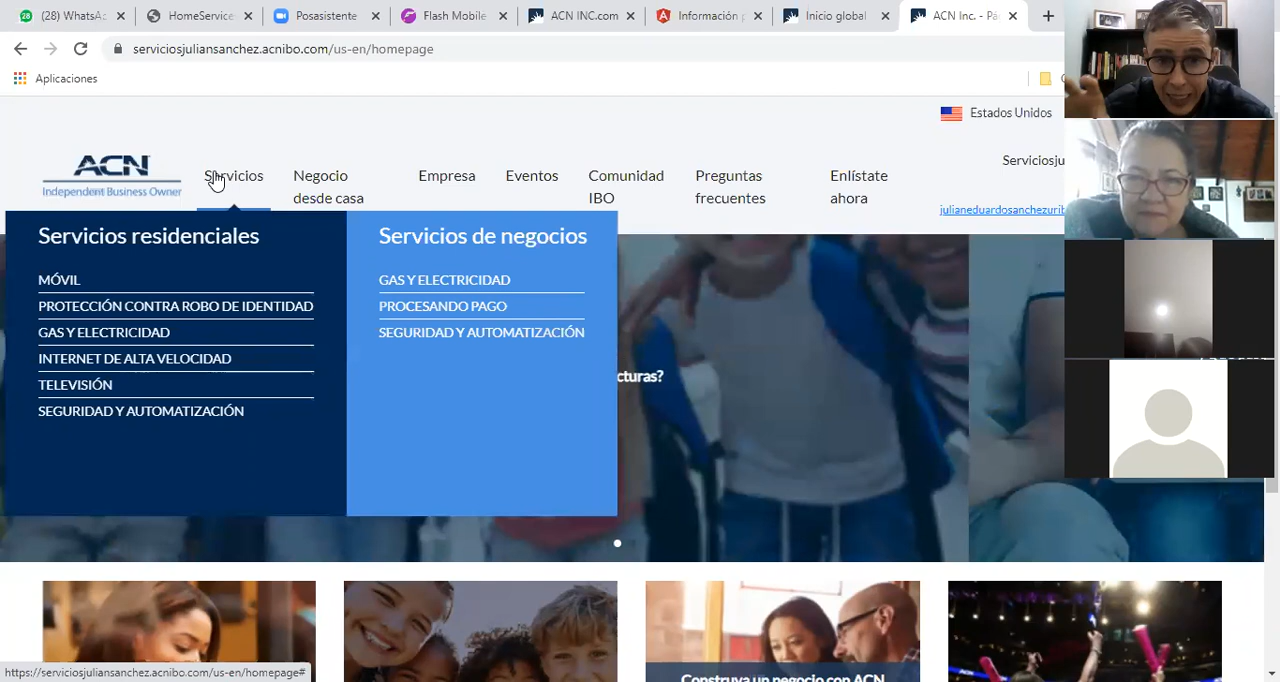 (28) WhatsA
HomeService
Posasistente
Flash Mobile
ACN INC.com
Información p
Inicio global
ACN Inc. - Pá
serviciosjuliansanchez.acnibo.com/us-en/homepage
Aplicaciones
Estados Unidos
ACN
Independent Business Owner
Servicios
Negocio
desde casa
Empresa
Eventos
Comunidad
IBO
Preguntas
frecuentes
Enlístate
ahora
Serviciosju
julianeduardosanchezurib
Servicios residenciales
MÓVIL
PROTECCIÓN CONTRA ROBO DE IDENTIDAD
GAS Y ELECTRICIDAD
INTERNET DE ALTA VELOCIDAD
TELEVISIÓN
SEGURIDAD Y AUTOMATIZACIÓN
Servicios de negocios
GAS Y ELECTRICIDAD
PROCESANDO PAGO
SEGURIDAD Y AUTOMATIZACIÓN
cturas?
Construya un negocio con ACN
https://serviciosjuliansanchez.acnibo.com/us-en/homepage#